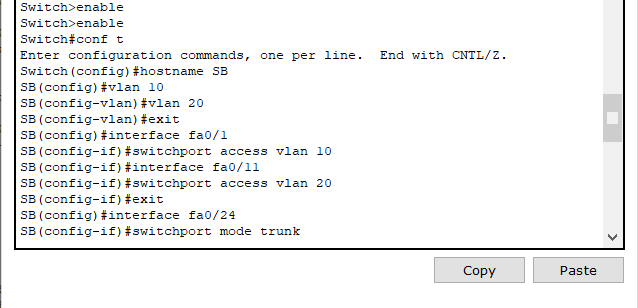 Switch>enable
Switch>enable
Switch#conf t
Enter configuration commands, one per line.  End with CNTL/Z.
Switch(config)#hostname SB
SB(config)#vlan 10
SB(config-vlan)#vlan 20
SB(config-vlan)#exit
SB(config)#interface fa0/1
SB(config-if)#switchport access vlan 10
SB(config-if)#interface fa0/11
SB(config-if)#switchport access vlan 20
SB(config-if)#exit
SB(config)#interface fa0/24
SB(config-if)#switchport mode trunk
Copy
Paste